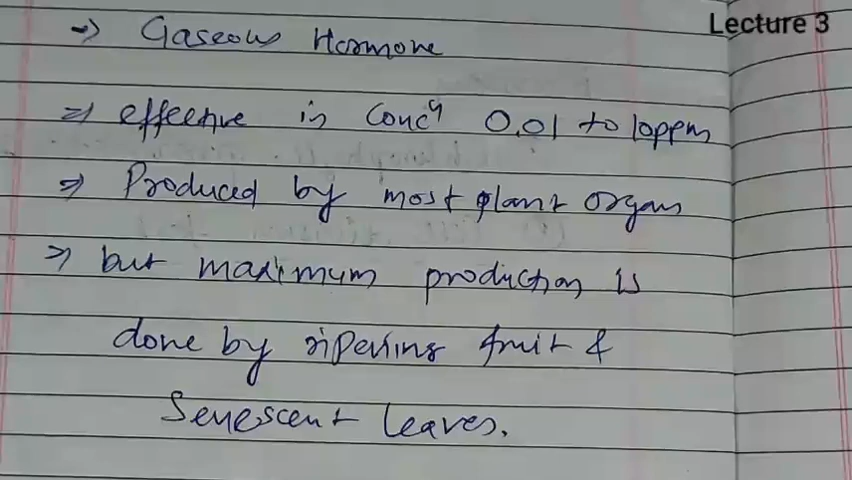 Lecture 3
→ Gaseous Hormone
⇒ effective in concⁿ 0.01 to 10ppm
⇒ Produced by most plant organ
⇒ but maximum production is
done by ripening fruit &
Senescent leaves.